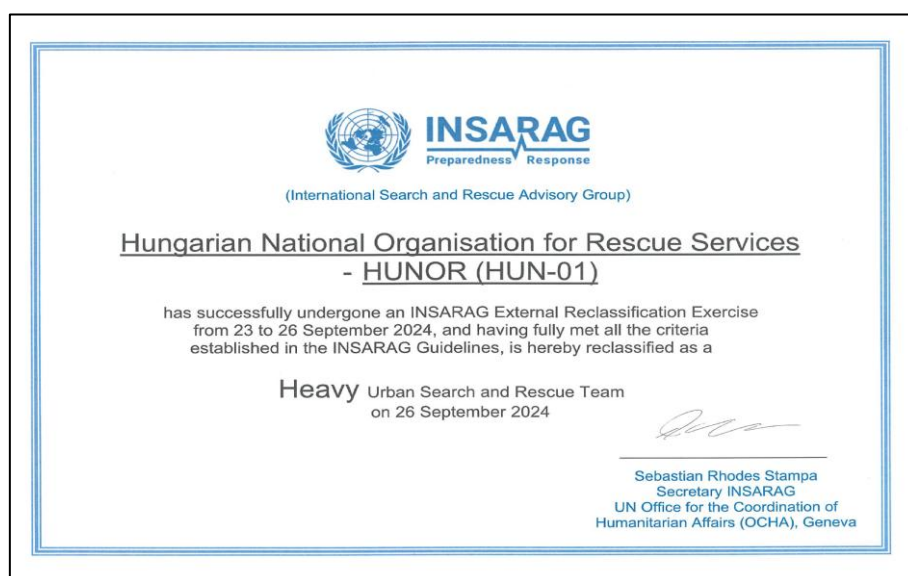 INSARAG
Preparedness Response
(International Search and Rescue Advisory Group)
Hungarian National Organisation for Rescue Services
- HUNOR (HUN-01)
has successfully undergone an INSARAG External Reclassification Exercise
from 23 to 26 September 2024, and having fully met all the criteria
established in the INSARAG Guidelines, is hereby reclassified as a
Heavy Urban Search and Rescue Team
on 26 September 2024
Sebastian Rhodes Stampa
Secretary INSARAG
UN Office for the Coordination of
Humanitarian Affairs (OCHA), Geneva